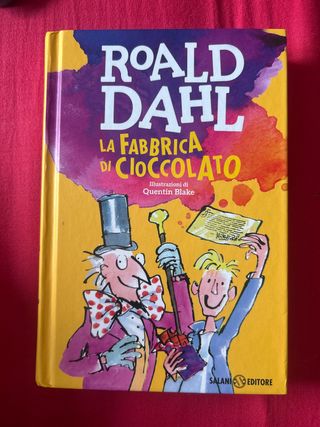 ROALD
DAHL
LA FABBRICA
DI CIOCCOLATO
Illustrazioni di
Quentin Blake
SALANI EDITORE